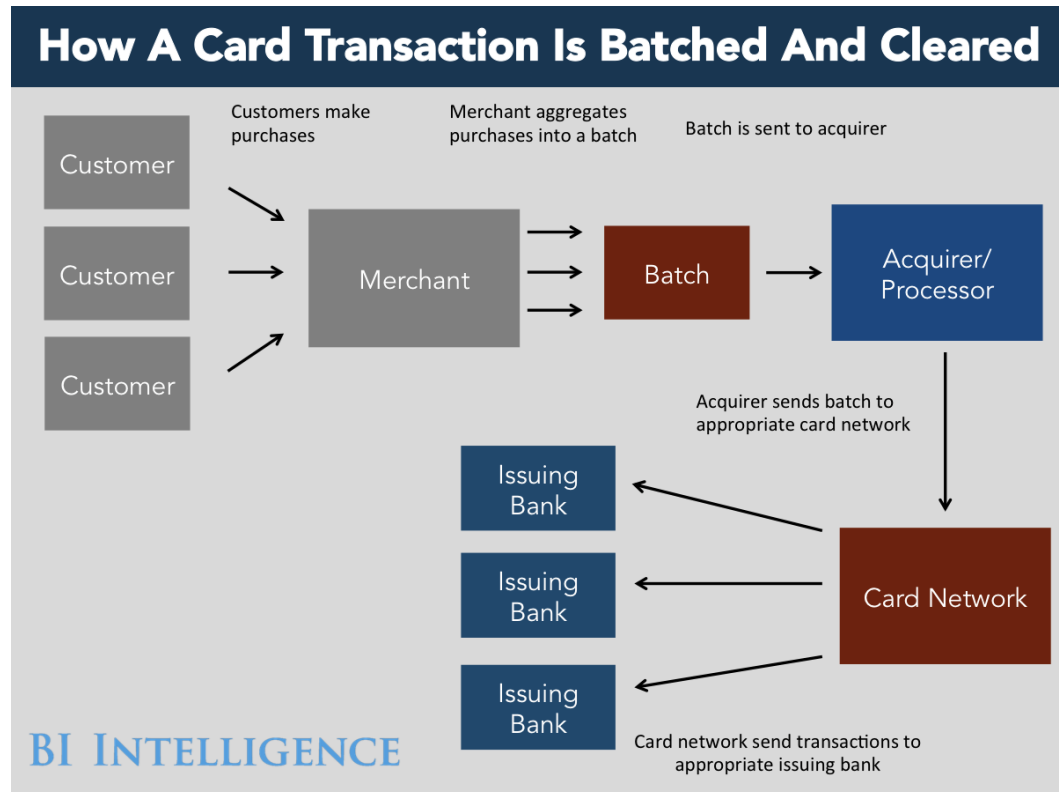 How A Card Transaction Is Batched And Cleared
Customers make
purchases
Merchant aggregates
purchases into a batch
Batch is sent to acquirer
Customer
Customer
Customer
Merchant
Batch
Acquirer/
Processor
Acquirer sends batch to
appropriate card network
Issuing
Bank
Issuing
Bank
Issuing
Bank
Card Network
Card network send transactions to
appropriate issuing bank
BI INTELLIGENCE